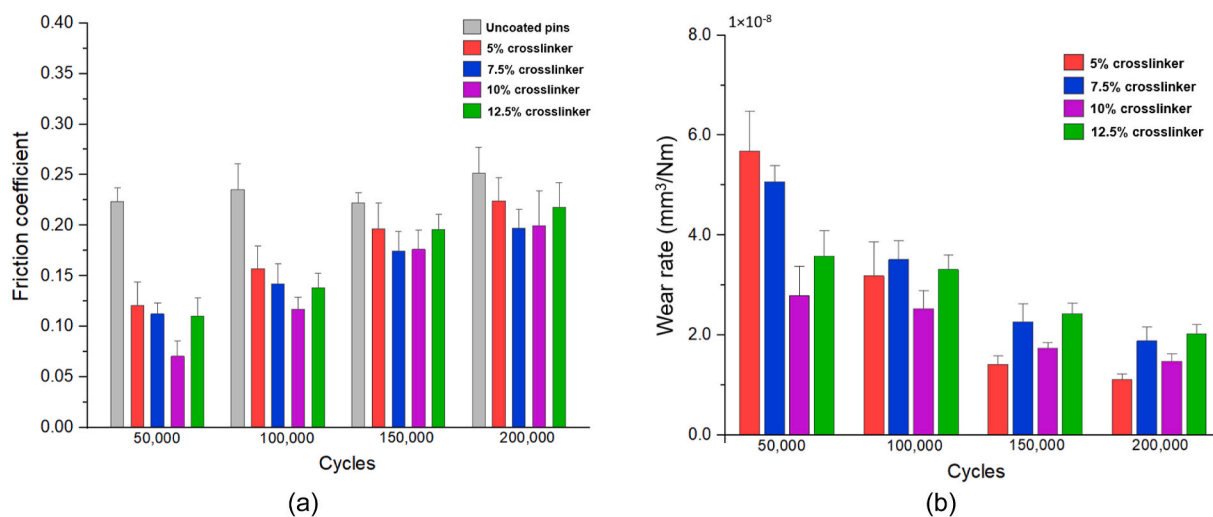 0.40
0.35
0.30
0.25
0.20
0.15
0.10
0.05
0.00
Friction coefficient
Uncoated pins
5% crosslinker
7.5% crosslinker
10% crosslinker
12.5% crosslinker
50,000 100,000 150,000 200,000
Cycles
(a)
1×10⁻⁸
8.0
6.0
4.0
2.0
0.0
Wear rate (mm³/Nm)
5% crosslinker
7.5% crosslinker
10% crosslinker
12.5% crosslinker
50,000 100,000 150,000 200,000
Cycles
(b)